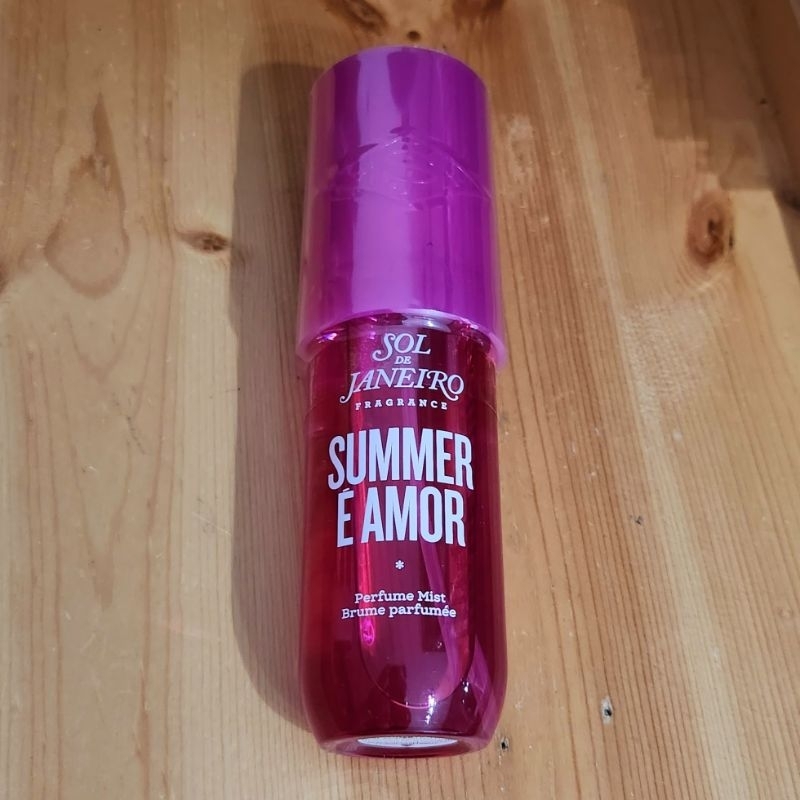 SOL
DE
JANEIRO
FRAGRANCE
SUMMER
É AMOR
*
Perfume Mist
Brume parfumée